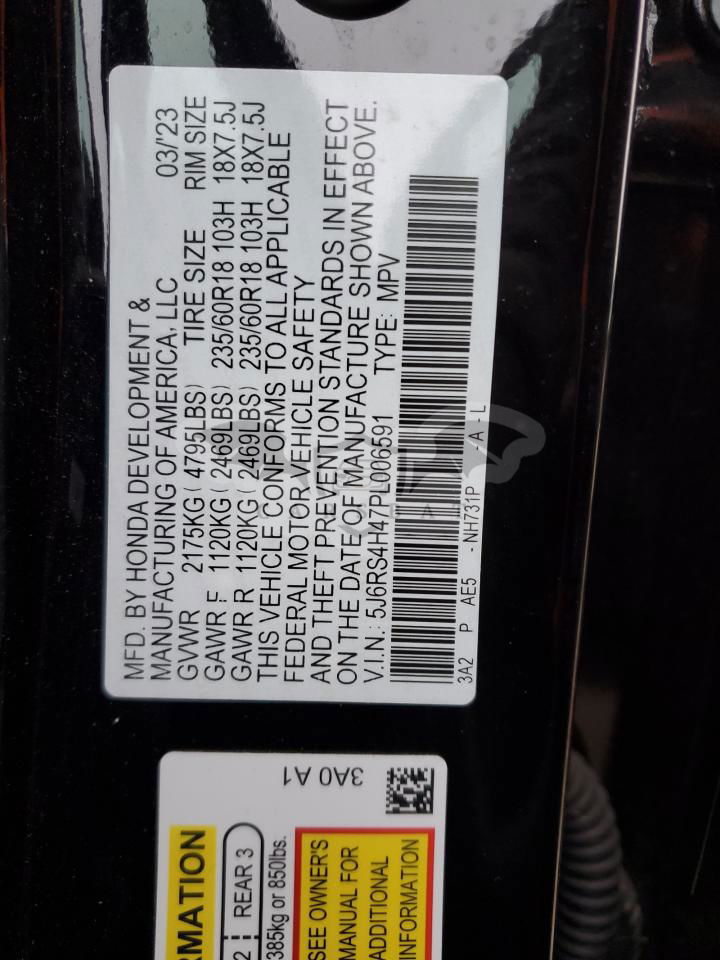 MFD. BY HONDA DEVELOPMENT &
MANUFACTURING OF AMERICA, LLC 03/'23
GVWR 2175KG ( 4795LBS) TIRE SIZE RIM SIZE
GAWR F 1120KG ( 2469LBS) 235/60R18 103H 18X7.5J
GAWR R 1120KG ( 2469LBS) 235/60R18 103H 18X7.5J
THIS VEHICLE CONFORMS TO ALL APPLICABLE
FEDERAL MOTOR VEHICLE SAFETY
AND THEFT PREVENTION STANDARDS IN EFFECT
ON THE DATE OF MANUFACTURE SHOWN ABOVE.
V.I.N.: 5J6RS4H47PL006591 TYPE: MPV
3A2 P AE5 - NH731P - A - L
3A0 A1
2 REAR 3
385kg or 850lbs.
SEE OWNER'S
MANUAL FOR
ADDITIONAL
INFORMATION